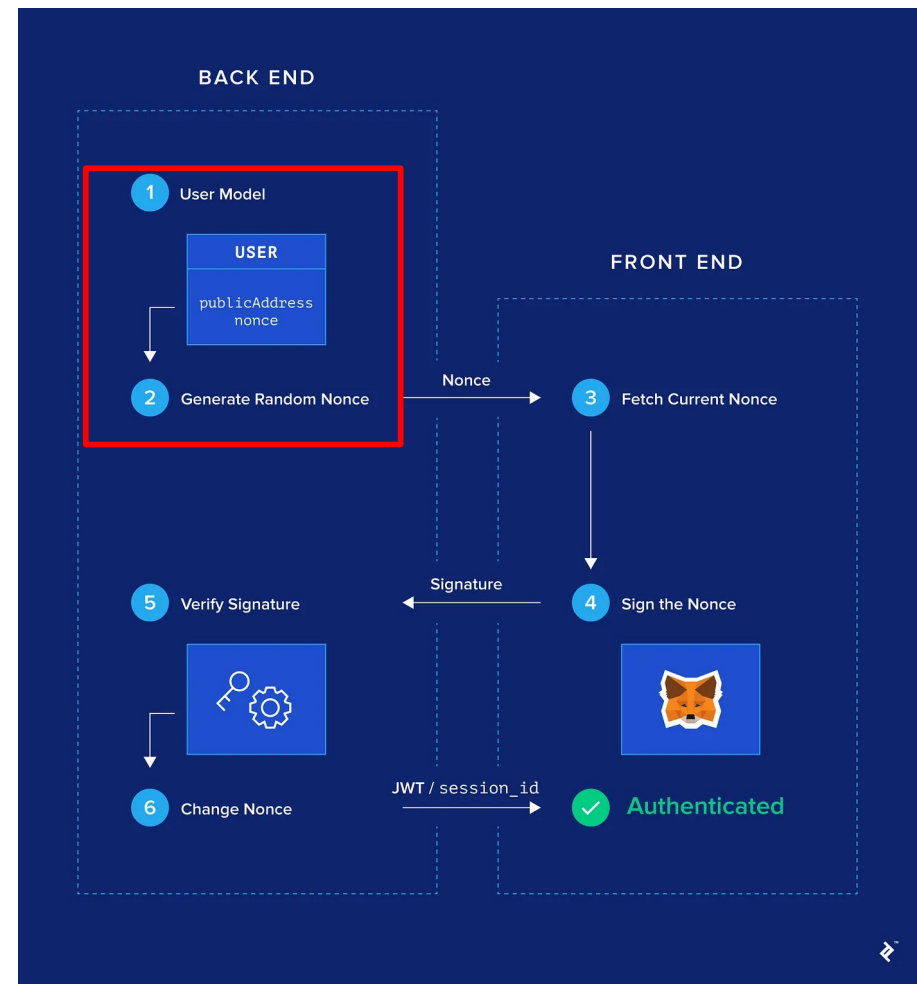 BACK END
1 User Model
USER
publicAddress
nonce
2 Generate Random Nonce
Nonce
FRONT END
3 Fetch Current Nonce
4 Sign the Nonce
Signature
5 Verify Signature
6 Change Nonce
JWT / session_id
Authenticated